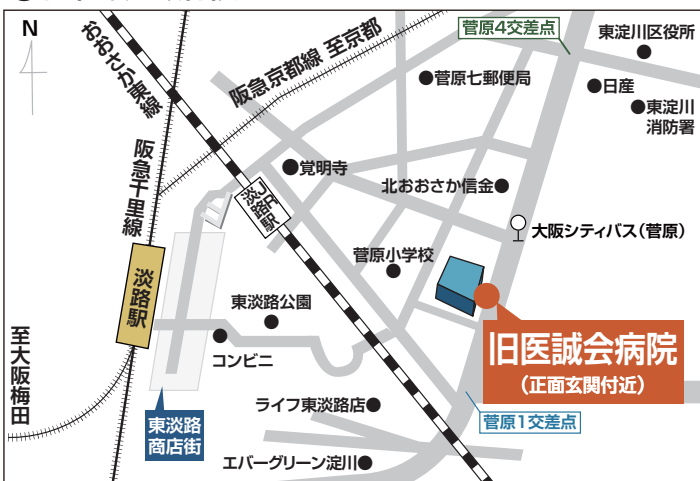 N
おおさか東線
阪急京都線 至京都
菅原4交差点
東淀川区役所
菅原七郵便局
日産
東淀川
消防署
阪急千里線
覚明寺
JR
淡路駅
北おおさか信金
大阪シティバス(菅原)
菅原小学校
淡路駅
東淡路公園
コンビニ
旧医誠会病院
(正面玄関付近)
至大阪梅田
東淡路
商店街
ライフ東淡路店
菅原1交差点
エバーグリーン淀川